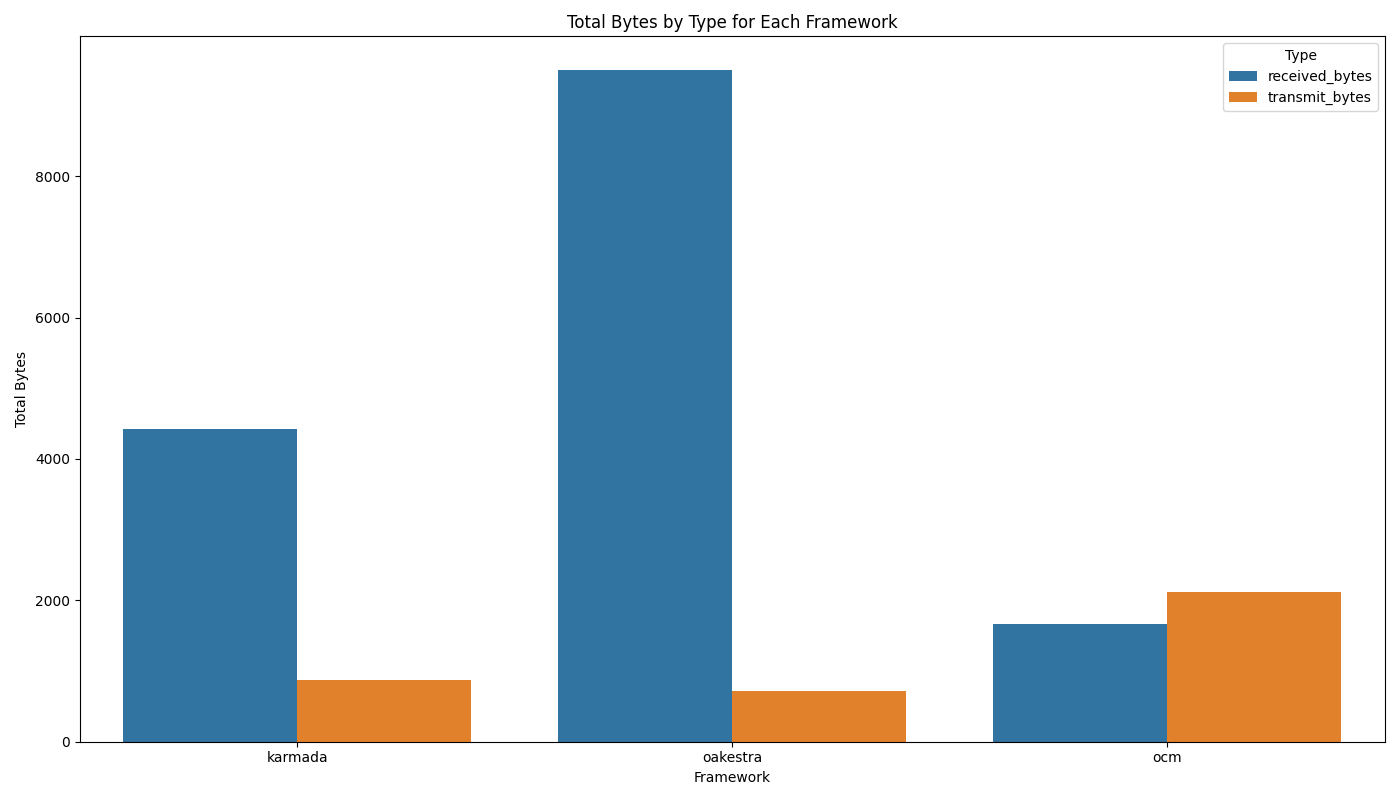 Total Bytes by Type for Each Framework
Type
received_bytes
transmit_bytes
Total Bytes
8000
6000
4000
2000
0
karmada
oakestra
ocm
Framework